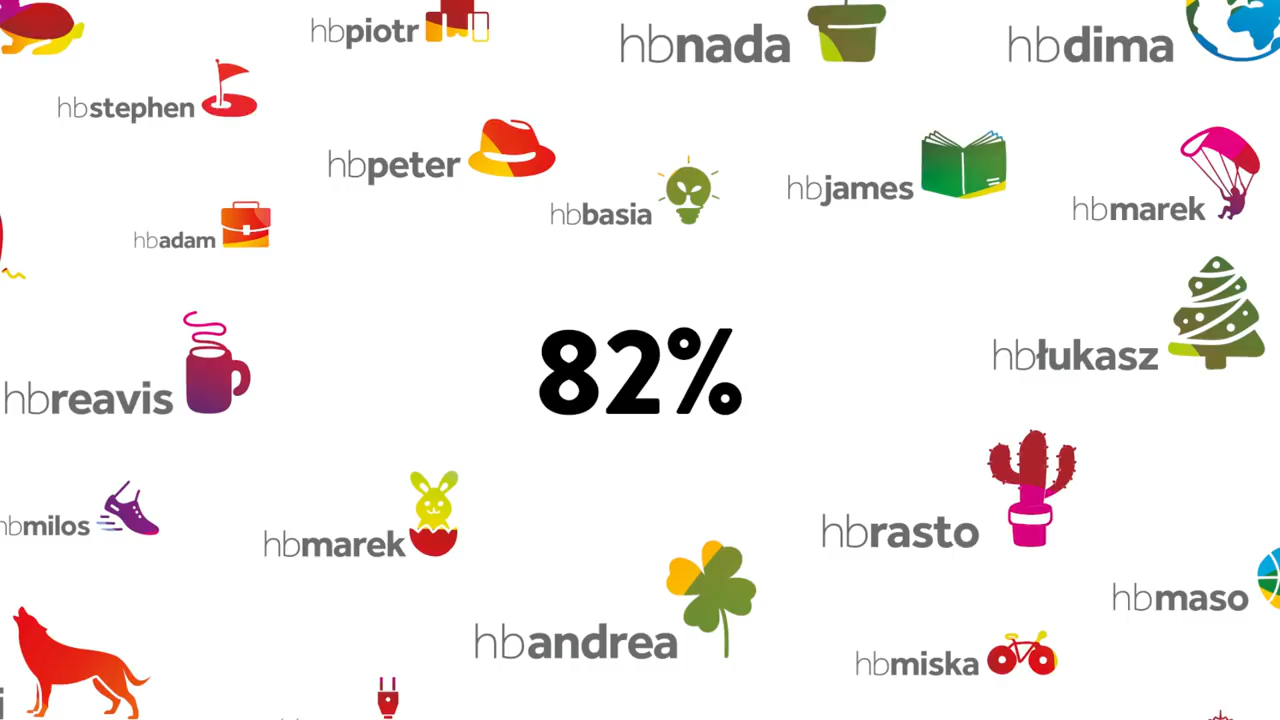 hbpiotr
hbnada
hbdima
hbstephen
hbpeter
hbjames
hbbasia
hbmarek
hbadam
82%
hbłukasz
hbreavis
hbmilos
hbmarek
hbrasto
hbmaso
hbandrea
hbmiska
i